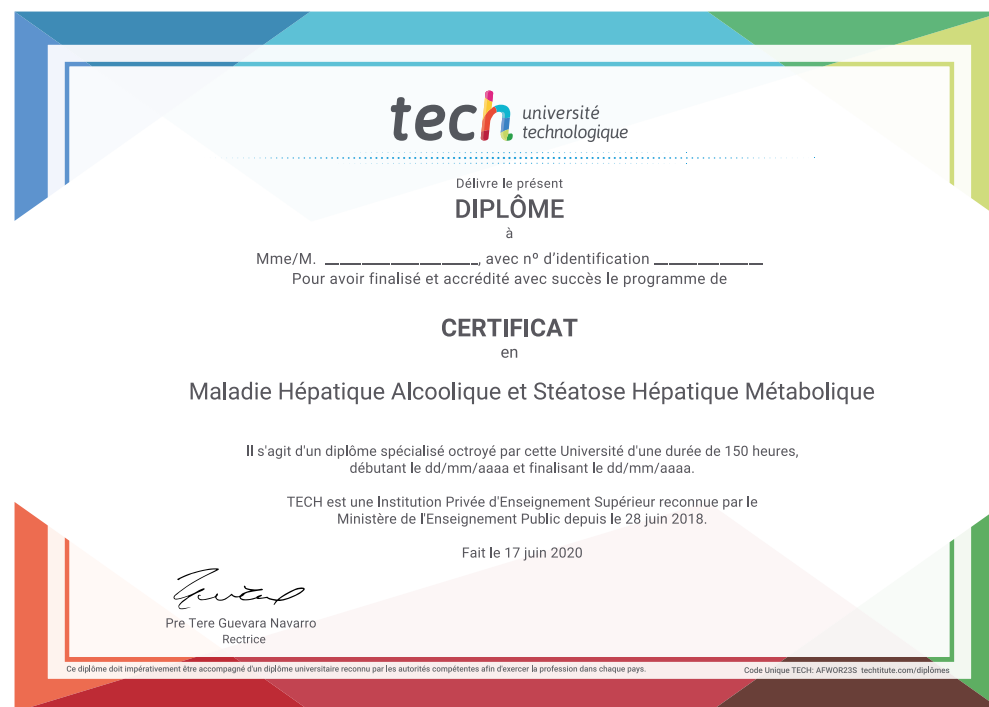 tech université
technologique
Délivre le présent
DIPLÔME
à
Mme/M. ___________________, avec nº d'identification ______________
Pour avoir finalisé et accrédité avec succès le programme de
CERTIFICAT
en
Maladie Hépatique Alcoolique et Stéatose Hépatique Métabolique
Il s'agit d'un diplôme spécialisé octroyé par cette Université d'une durée de 150 heures,
débutant le dd/mm/aaaa et finalisant le dd/mm/aaaa.
TECH est une Institution Privée d'Enseignement Supérieur reconnue par le
Ministère de l'Enseignement Public depuis le 28 juin 2018.
Fait le 17 juin 2020
Pre Tere Guevara Navarro
Rectrice
Ce diplôme doit impérativement être accompagné d'un diplôme universitaire reconnu par les autorités compétentes afin d'exercer la profession dans chaque pays.
Code Unique TECH: AFWOR23S techtitute.com/diplômes